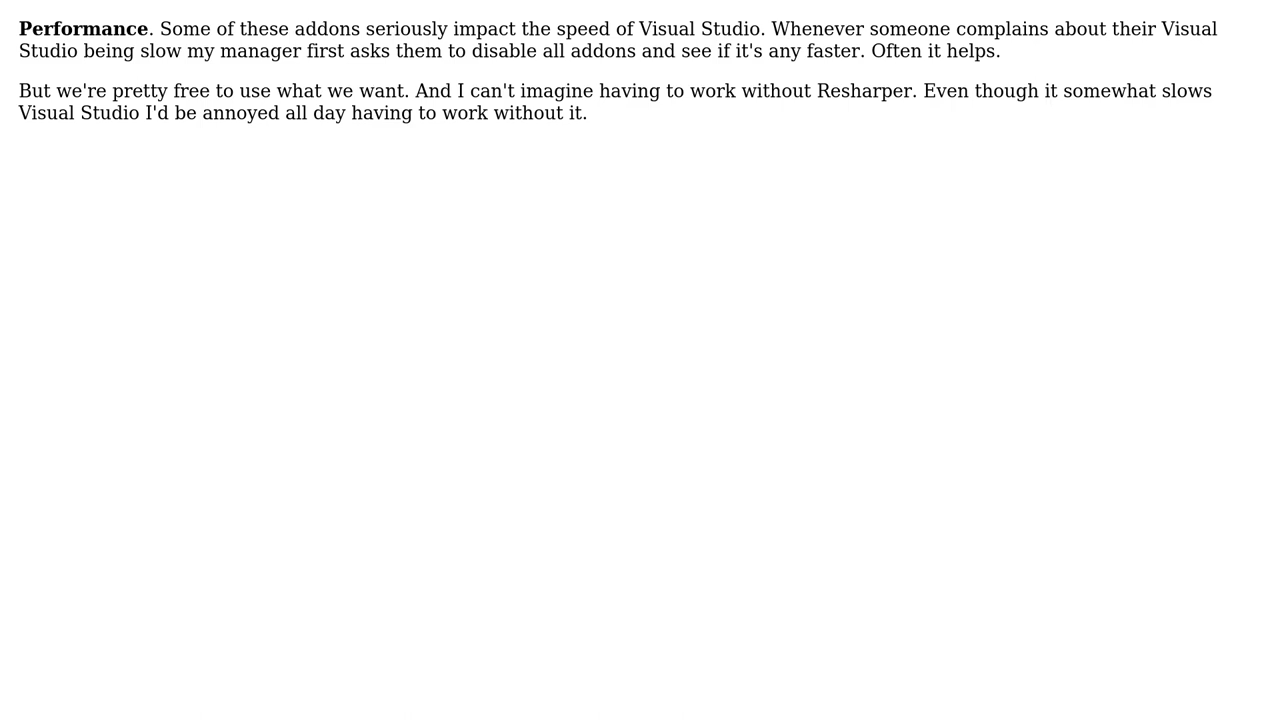 Performance. Some of these addons seriously impact the speed of Visual Studio. Whenever someone complains about their Visual
Studio being slow my manager first asks them to disable all addons and see if it's any faster. Often it helps.
But we're pretty free to use what we want. And I can't imagine having to work without Resharper. Even though it somewhat slows
Visual Studio I'd be annoyed all day having to work without it.